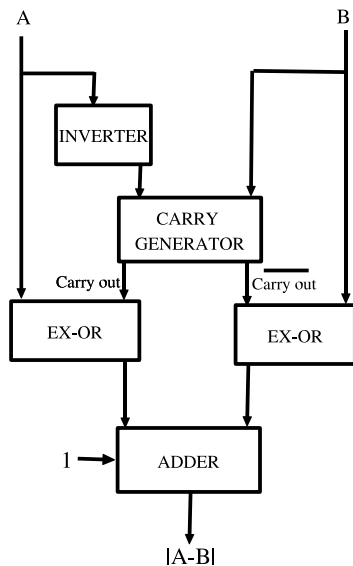 A
B
INVERTER
CARRY
GENERATOR
Carry out
Carry out
EX-OR
EX-OR
1
ADDER
|A-B|